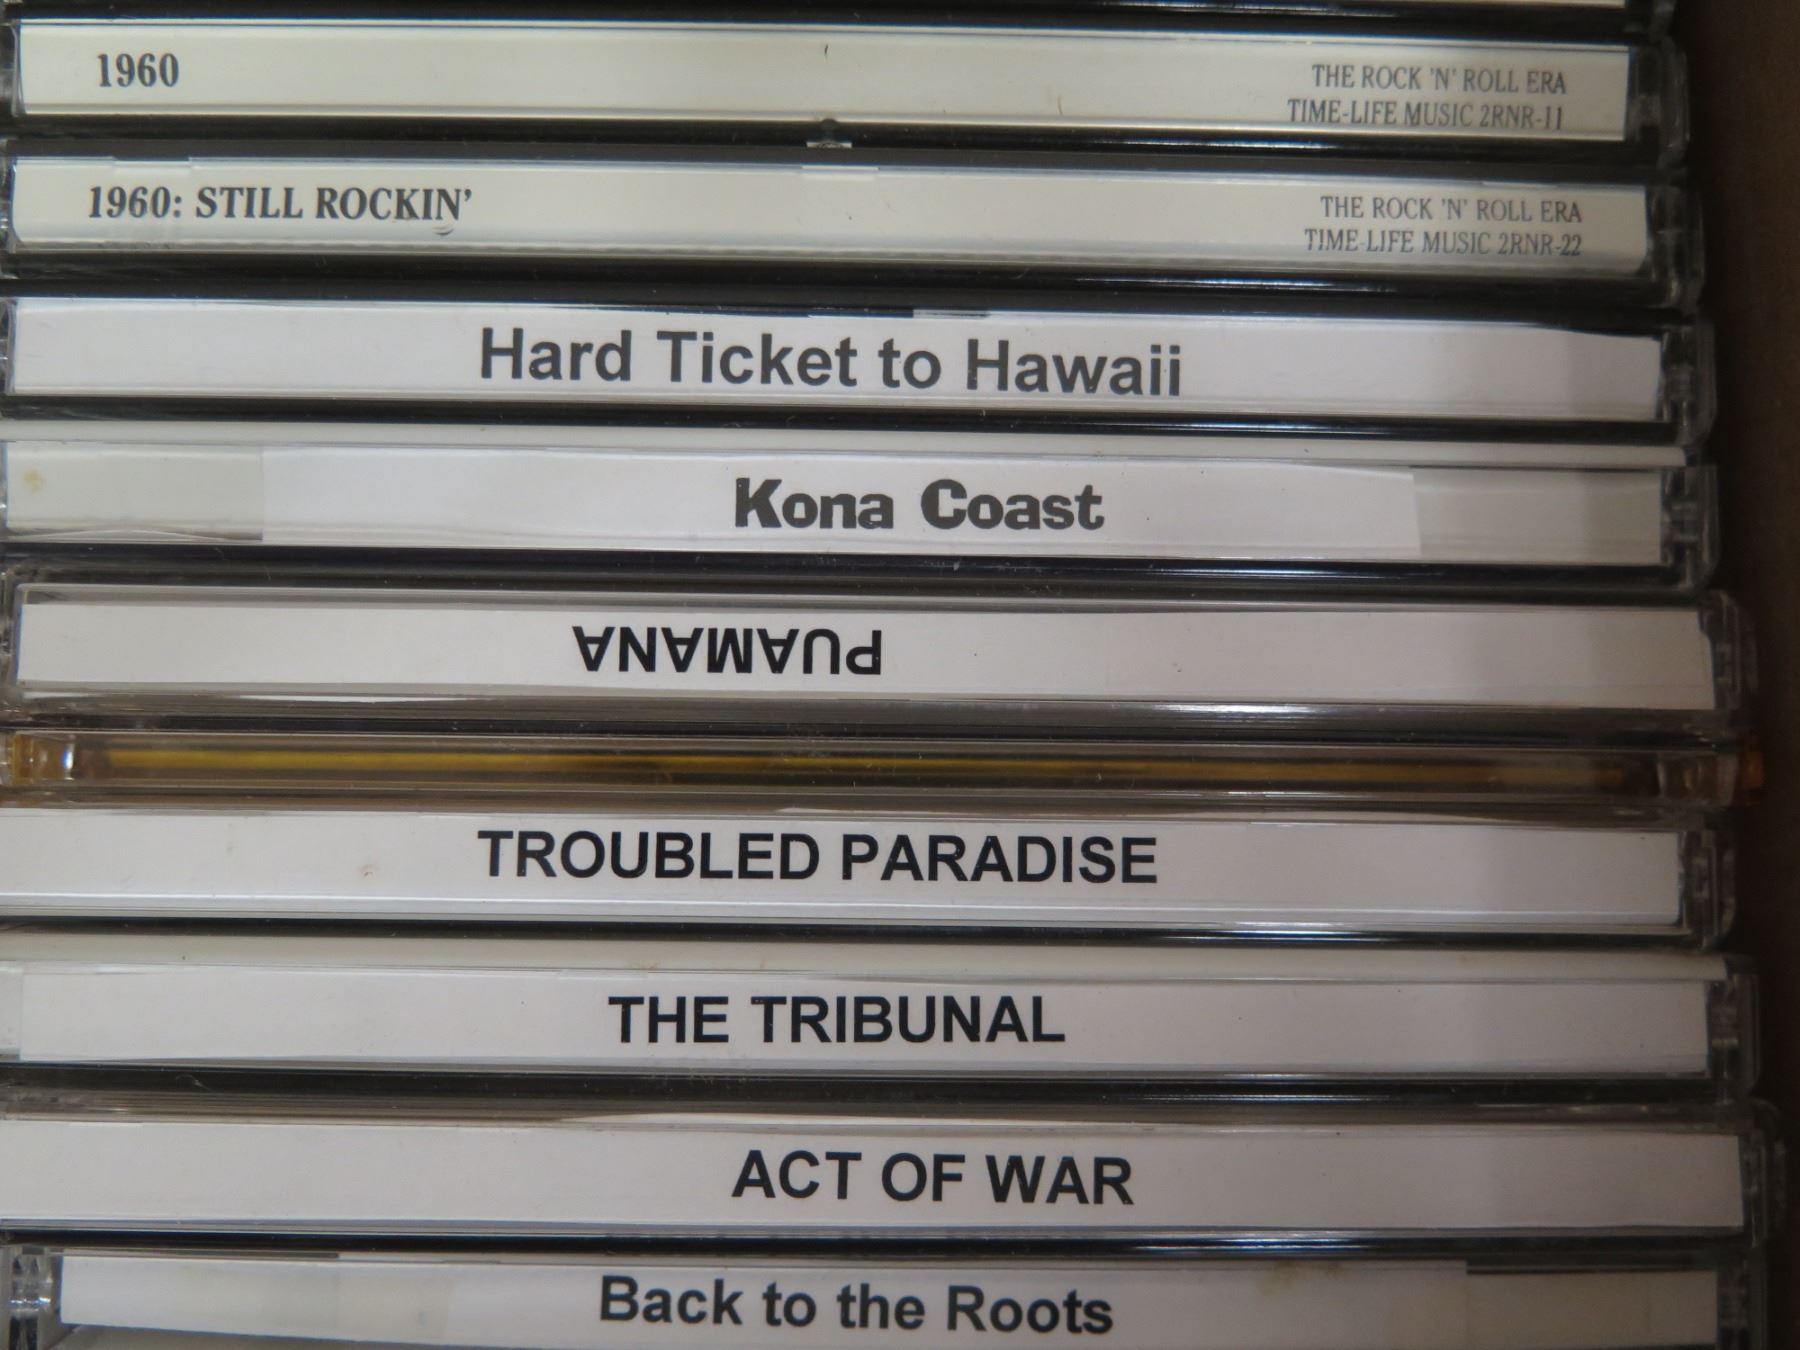 1960
THE ROCK 'N' ROLL ERA
TIME-LIFE MUSIC 2RNR-11
1960: STILL ROCKIN'
THE ROCK 'N' ROLL ERA
TIME-LIFE MUSIC 2RNR-22
Hard Ticket to Hawaii
Kona Coast
PUAMANA
TROUBLED PARADISE
THE TRIBUNAL
ACT OF WAR
Back to the Roots